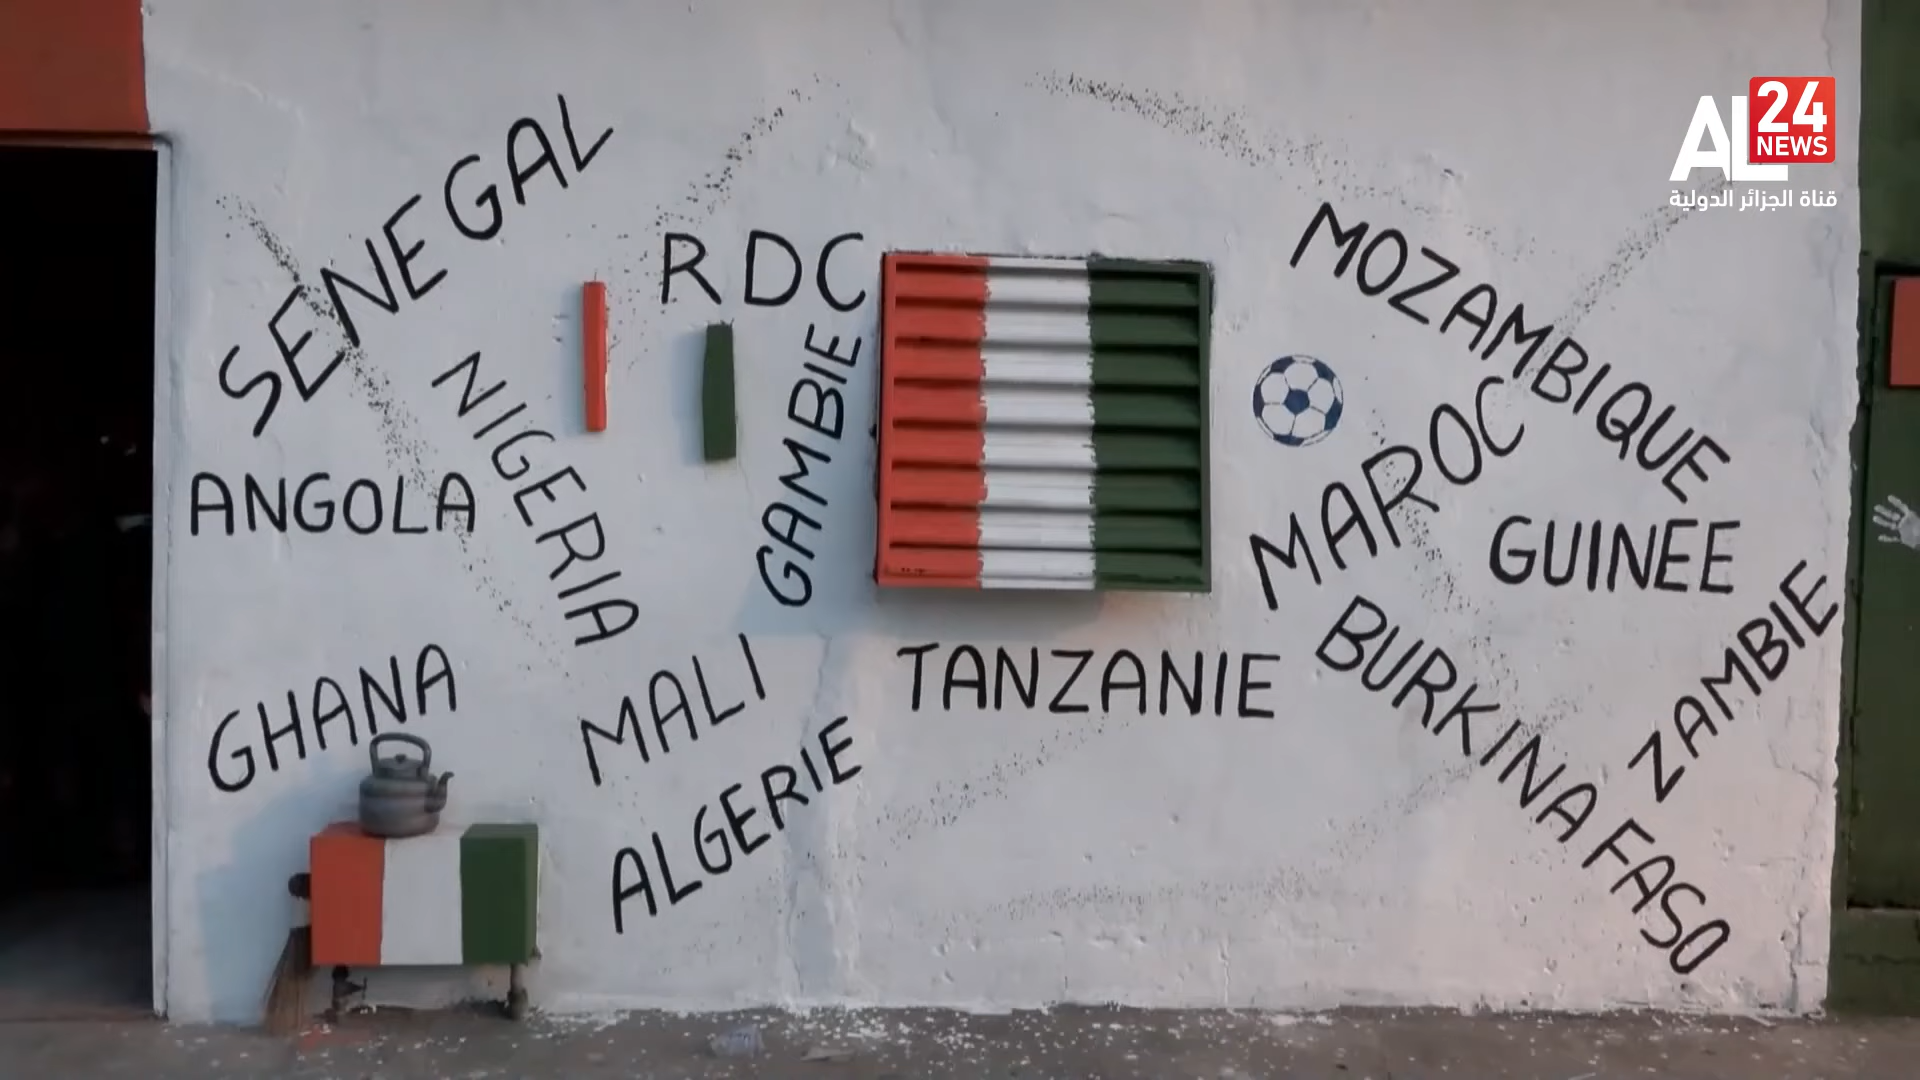 AL
24
NEWS
قناة الجزائر الدولية
SENEGAL
RDC
MOZAMBIQUE
NIGERIA
GAMBIE
MAROC
ANGOLA
GUINEE
GHANA
MALI
TANZANIE
BURKINA FASO
ZAMBIE
ALGERIE